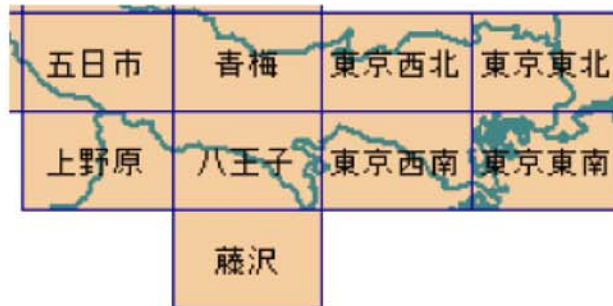 五日市 青梅 東京西北 東京東北
上野原 八王子 東京西南 東京東南
藤沢